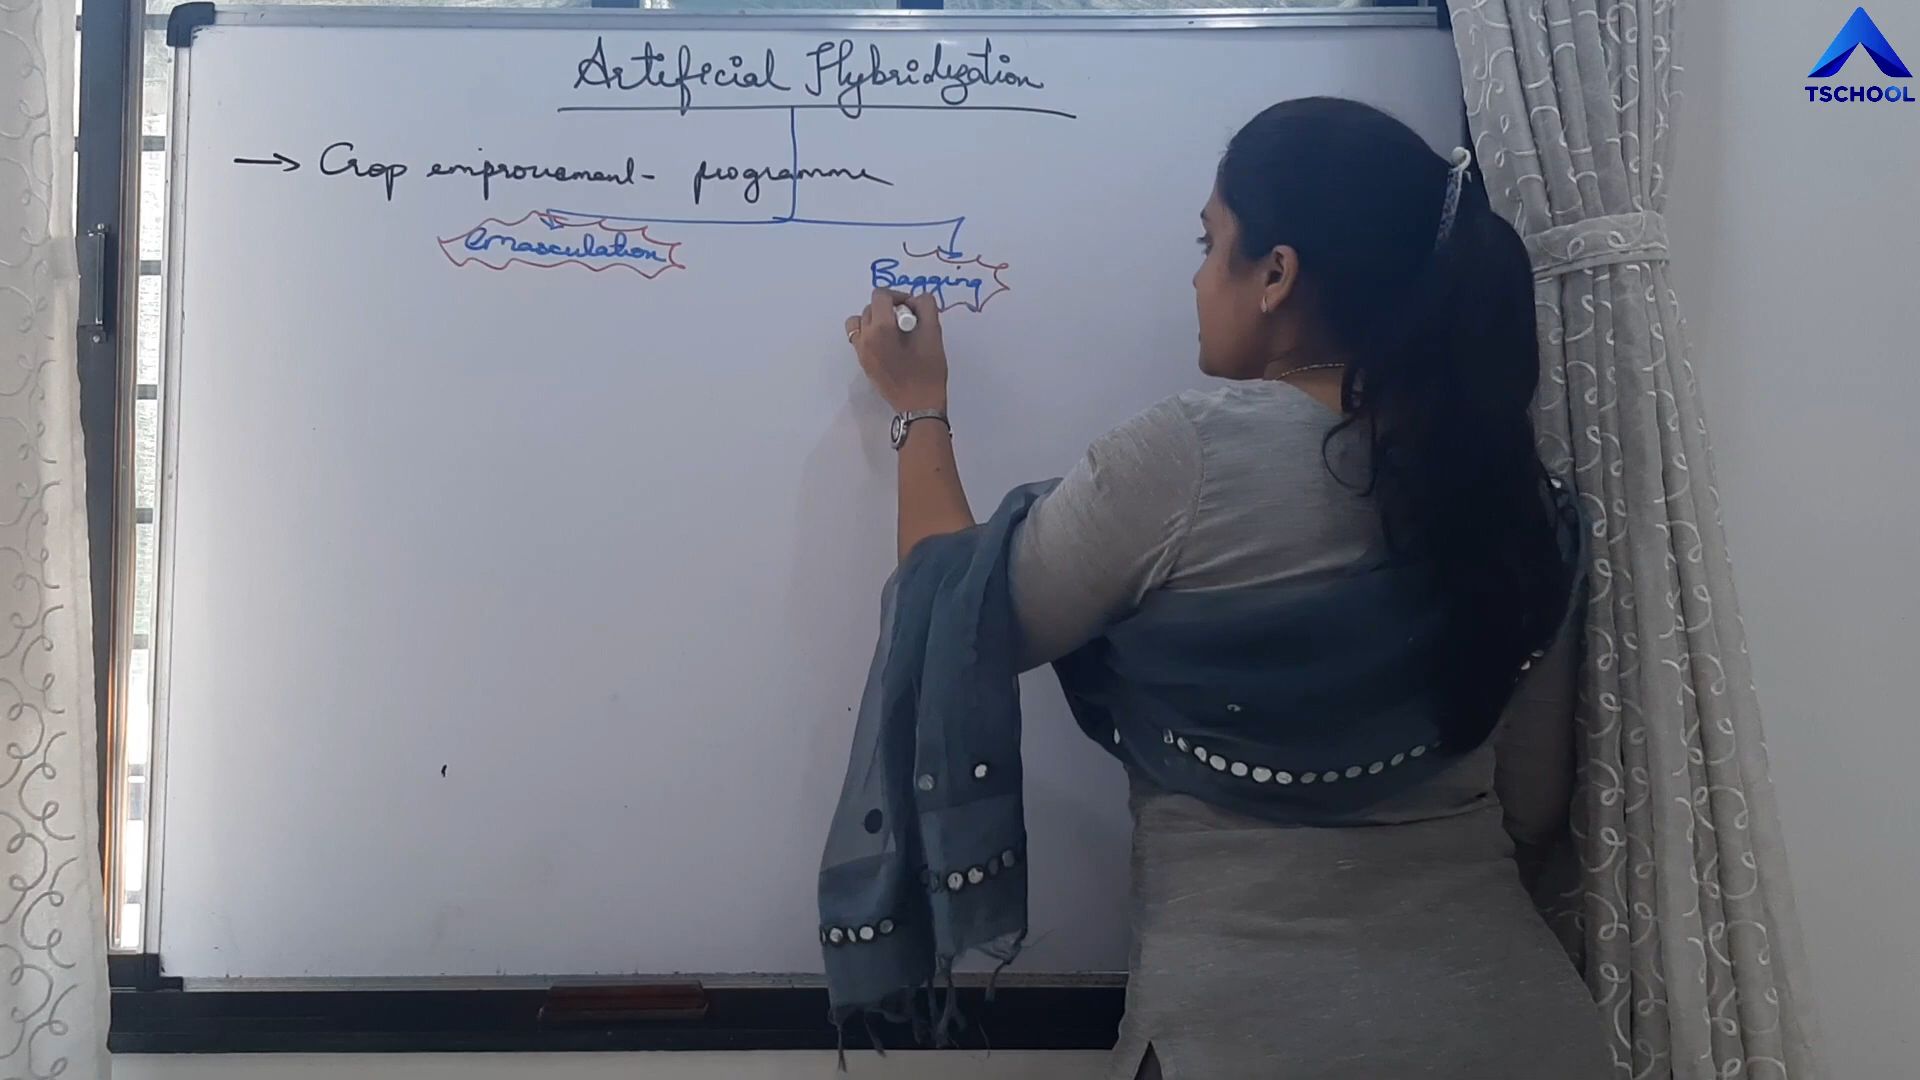 Artificial Hybridization
→ Crop improvement - programme
emasculation
Bagging
TSCHOOL